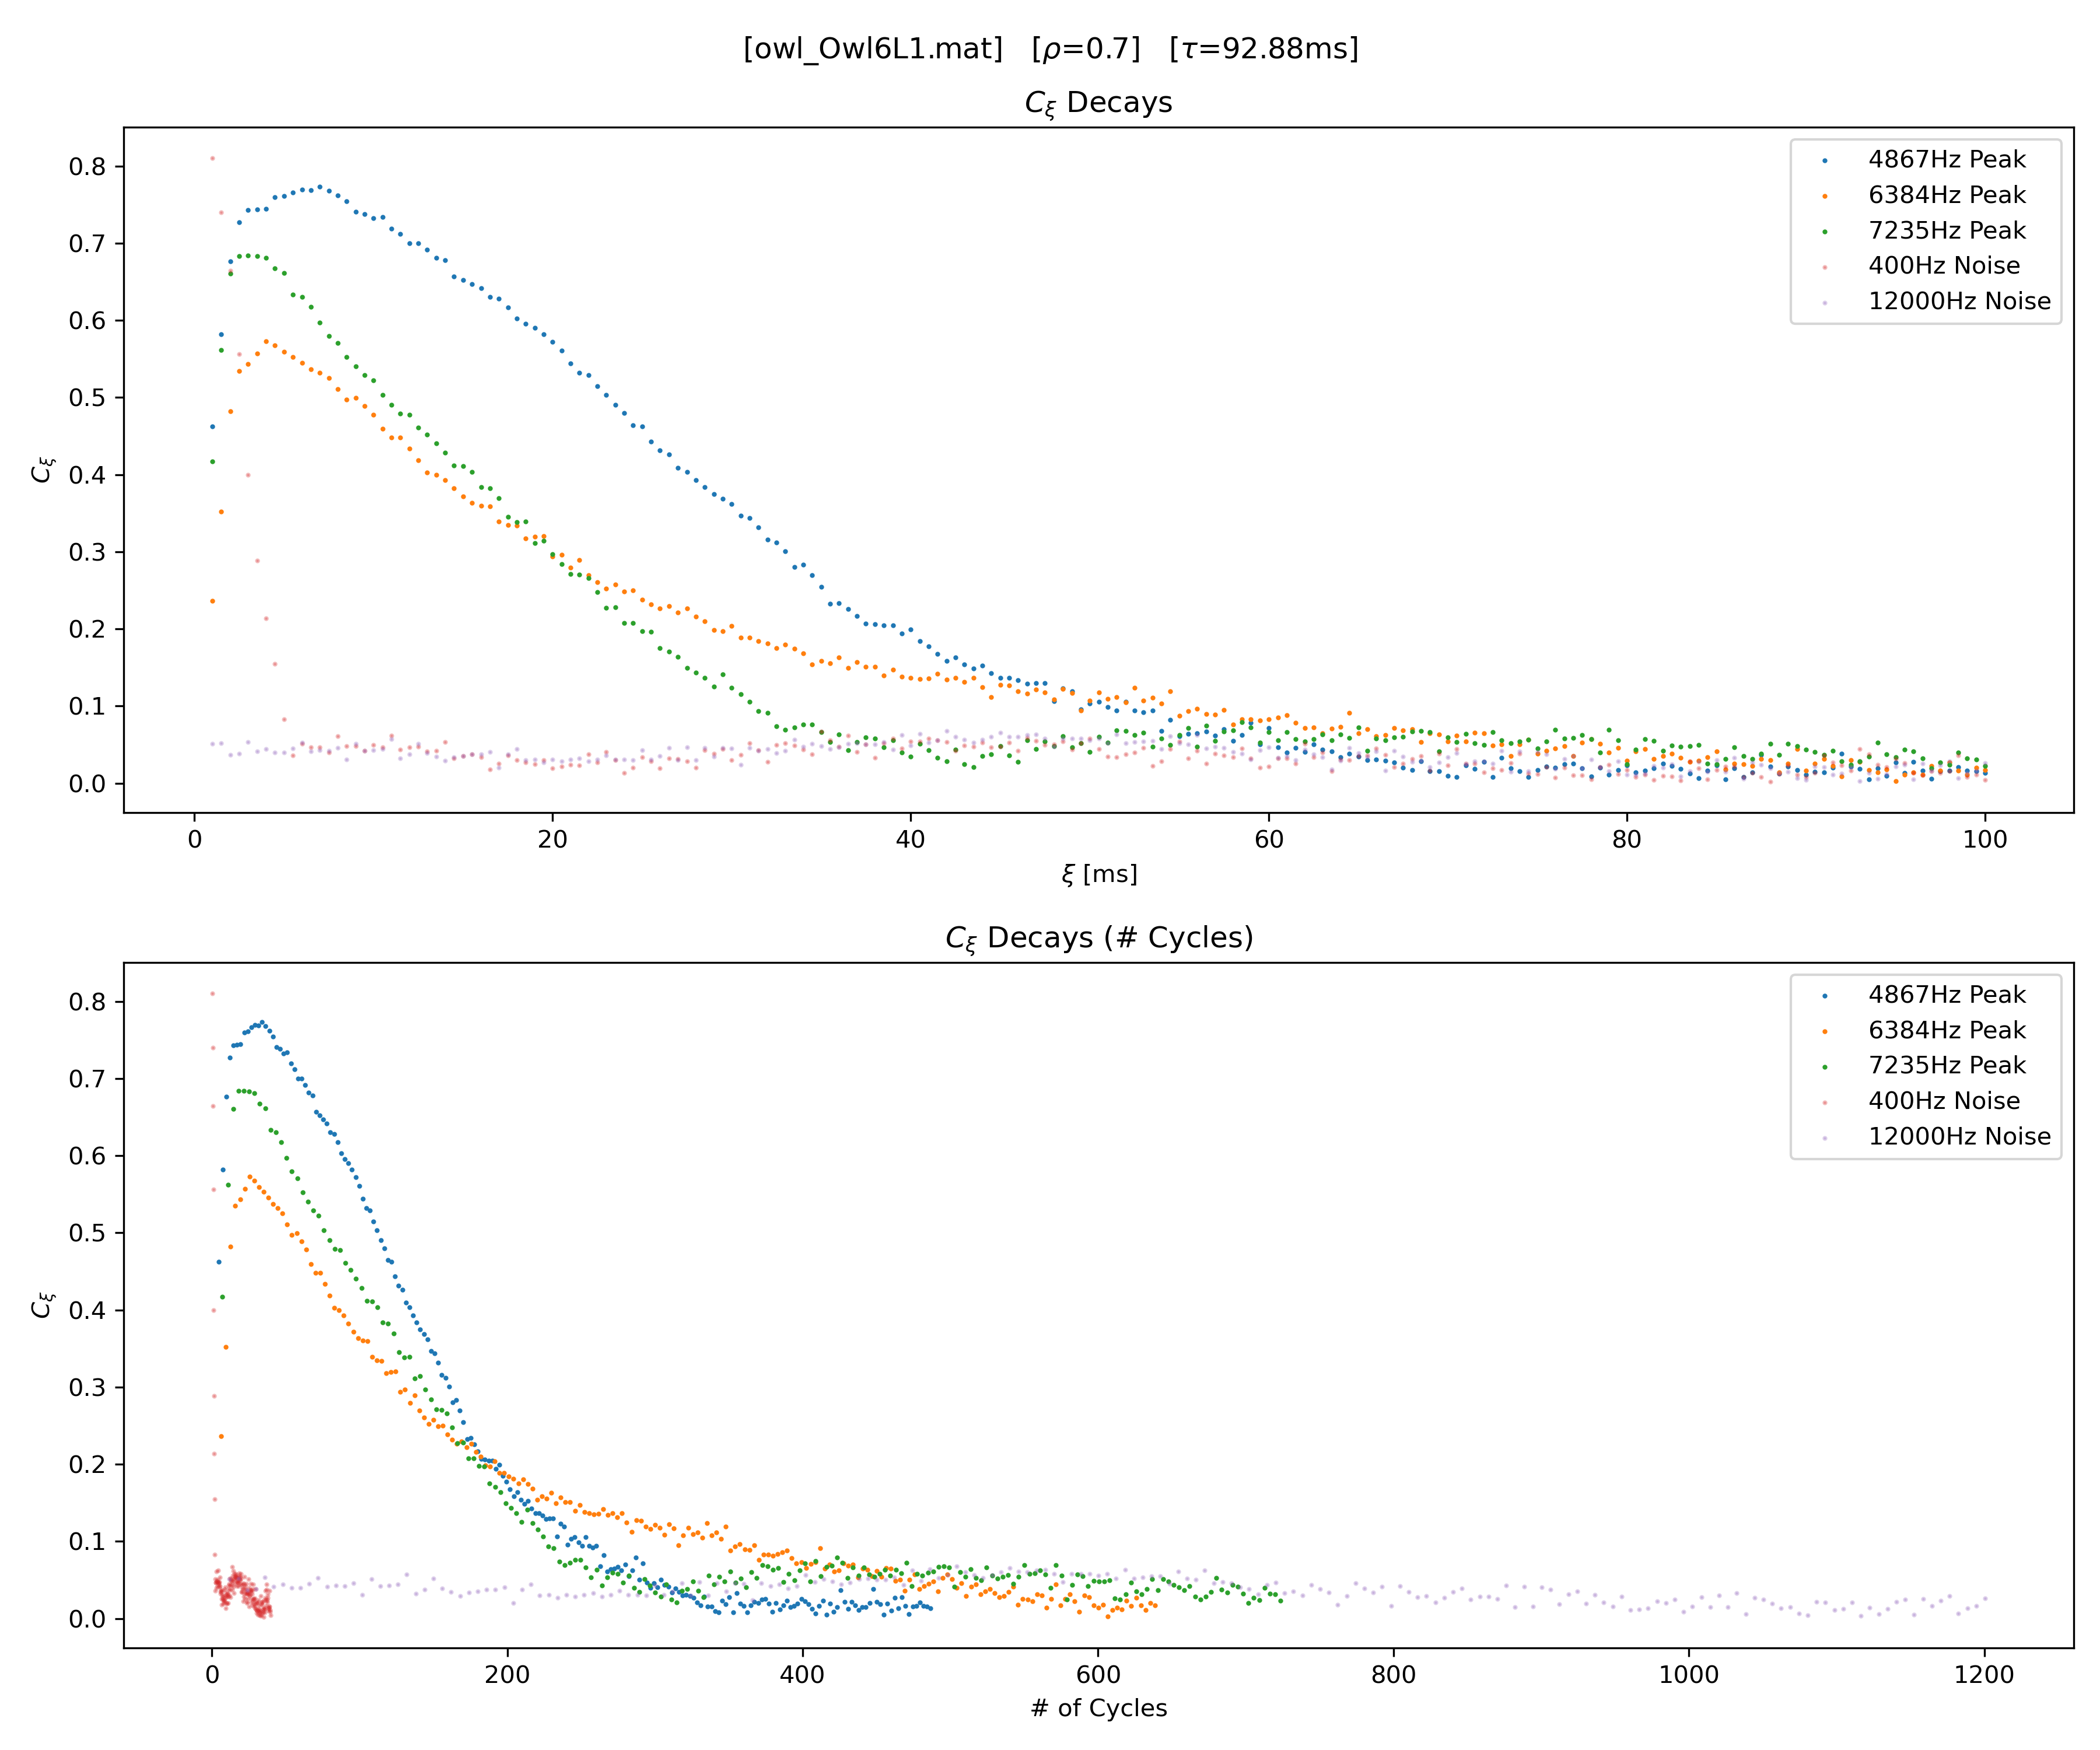 [owl_Owl6L1.mat]   [ρ=0.7]   [τ=92.88ms]
C_ξ Decays
C_ξ
0.8
0.7
0.6
0.5
0.4
0.3
0.2
0.1
0.0
4867Hz Peak
6384Hz Peak
7235Hz Peak
400Hz Noise
12000Hz Noise
0 20 40 60 80 100
ξ [ms]
C_ξ Decays (# Cycles)
C_ξ
0.8
0.7
0.6
0.5
0.4
0.3
0.2
0.1
0.0
4867Hz Peak
6384Hz Peak
7235Hz Peak
400Hz Noise
12000Hz Noise
0 200 400 600 800 1000 1200
# of Cycles